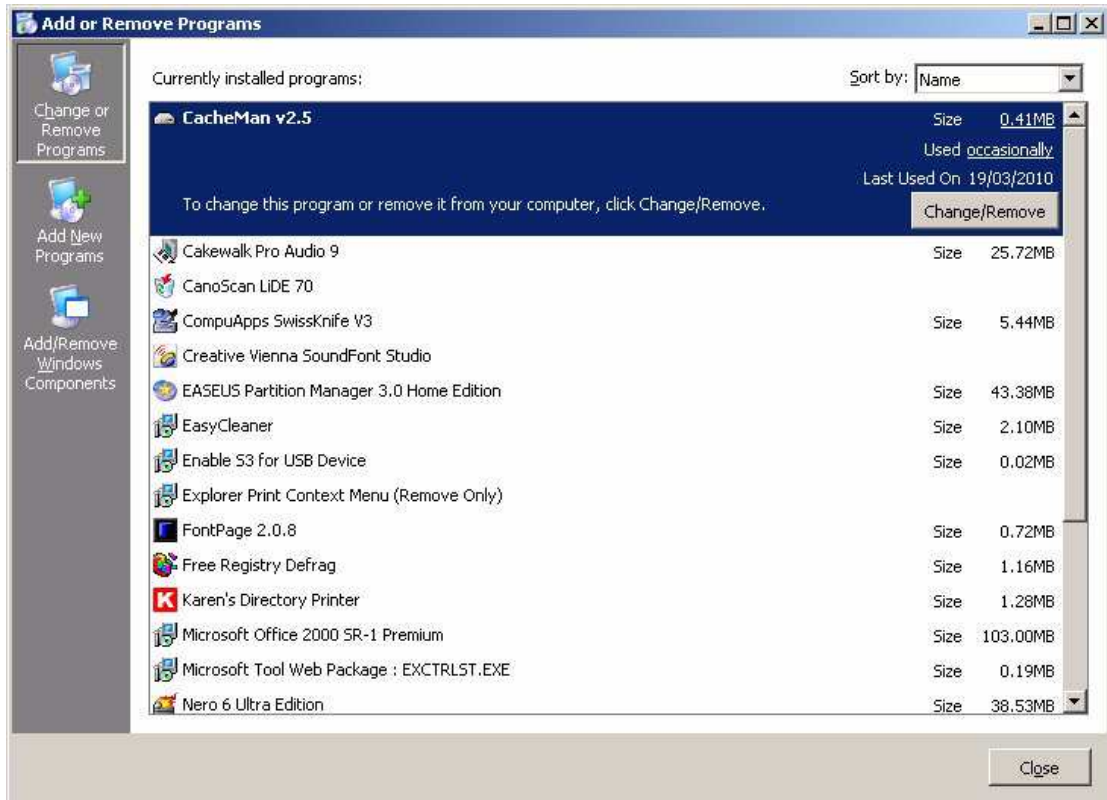 Add or Remove Programs
Change or
Remove
Programs
Add New
Programs
Add/Remove
Windows
Components
Currently installed programs:
Sort by: Name
CacheMan v2.5 Size 0.41MB
Used occasionally
Last Used On 19/03/2010
To change this program or remove it from your computer, click Change/Remove. Change/Remove
Cakewalk Pro Audio 9 Size 25.72MB
CanoScan LiDE 70
CompuApps SwissKnife V3 Size 5.44MB
Creative Vienna SoundFont Studio
EASEUS Partition Manager 3.0 Home Edition Size 43.38MB
EasyCleaner Size 2.10MB
Enable S3 for USB Device Size 0.02MB
Explorer Print Context Menu (Remove Only)
FontPage 2.0.8 Size 0.72MB
Free Registry Defrag Size 1.16MB
K Karen's Directory Printer Size 1.28MB
Microsoft Office 2000 SR-1 Premium Size 103.00MB
Microsoft Tool Web Package : EXCTRLST.EXE Size 0.19MB
Nero 6 Ultra Edition Size 38.53MB
Close